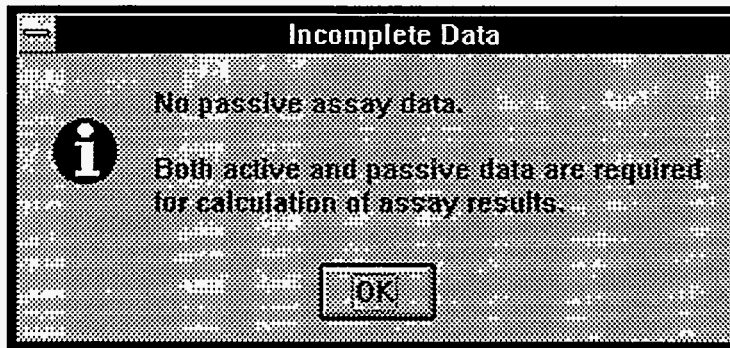 Incomplete Data
No passive assay data.
Both active and passive data are required
for calculation of assay results.
OK